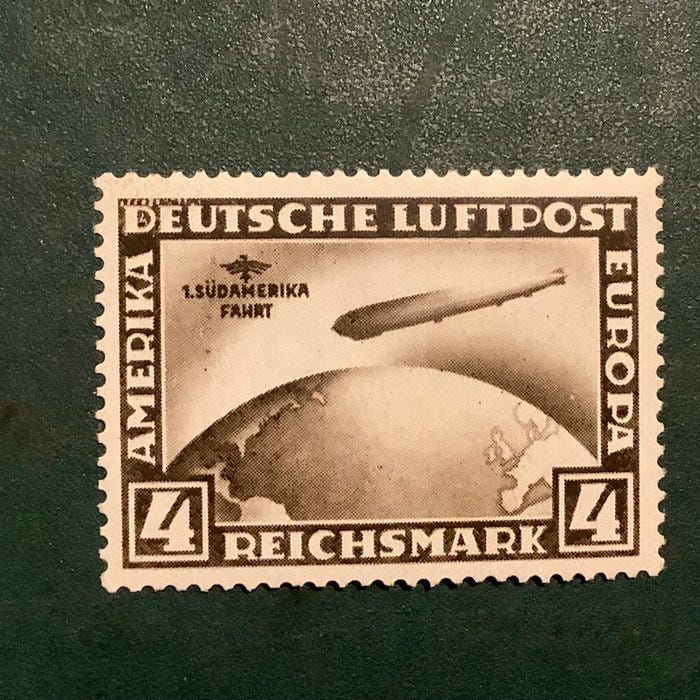 DEUTSCHE LUFTPOST
AMERIKA
1.SÜDAMERIKA
FAHRT
EUROPA
4
REICHSMARK
4